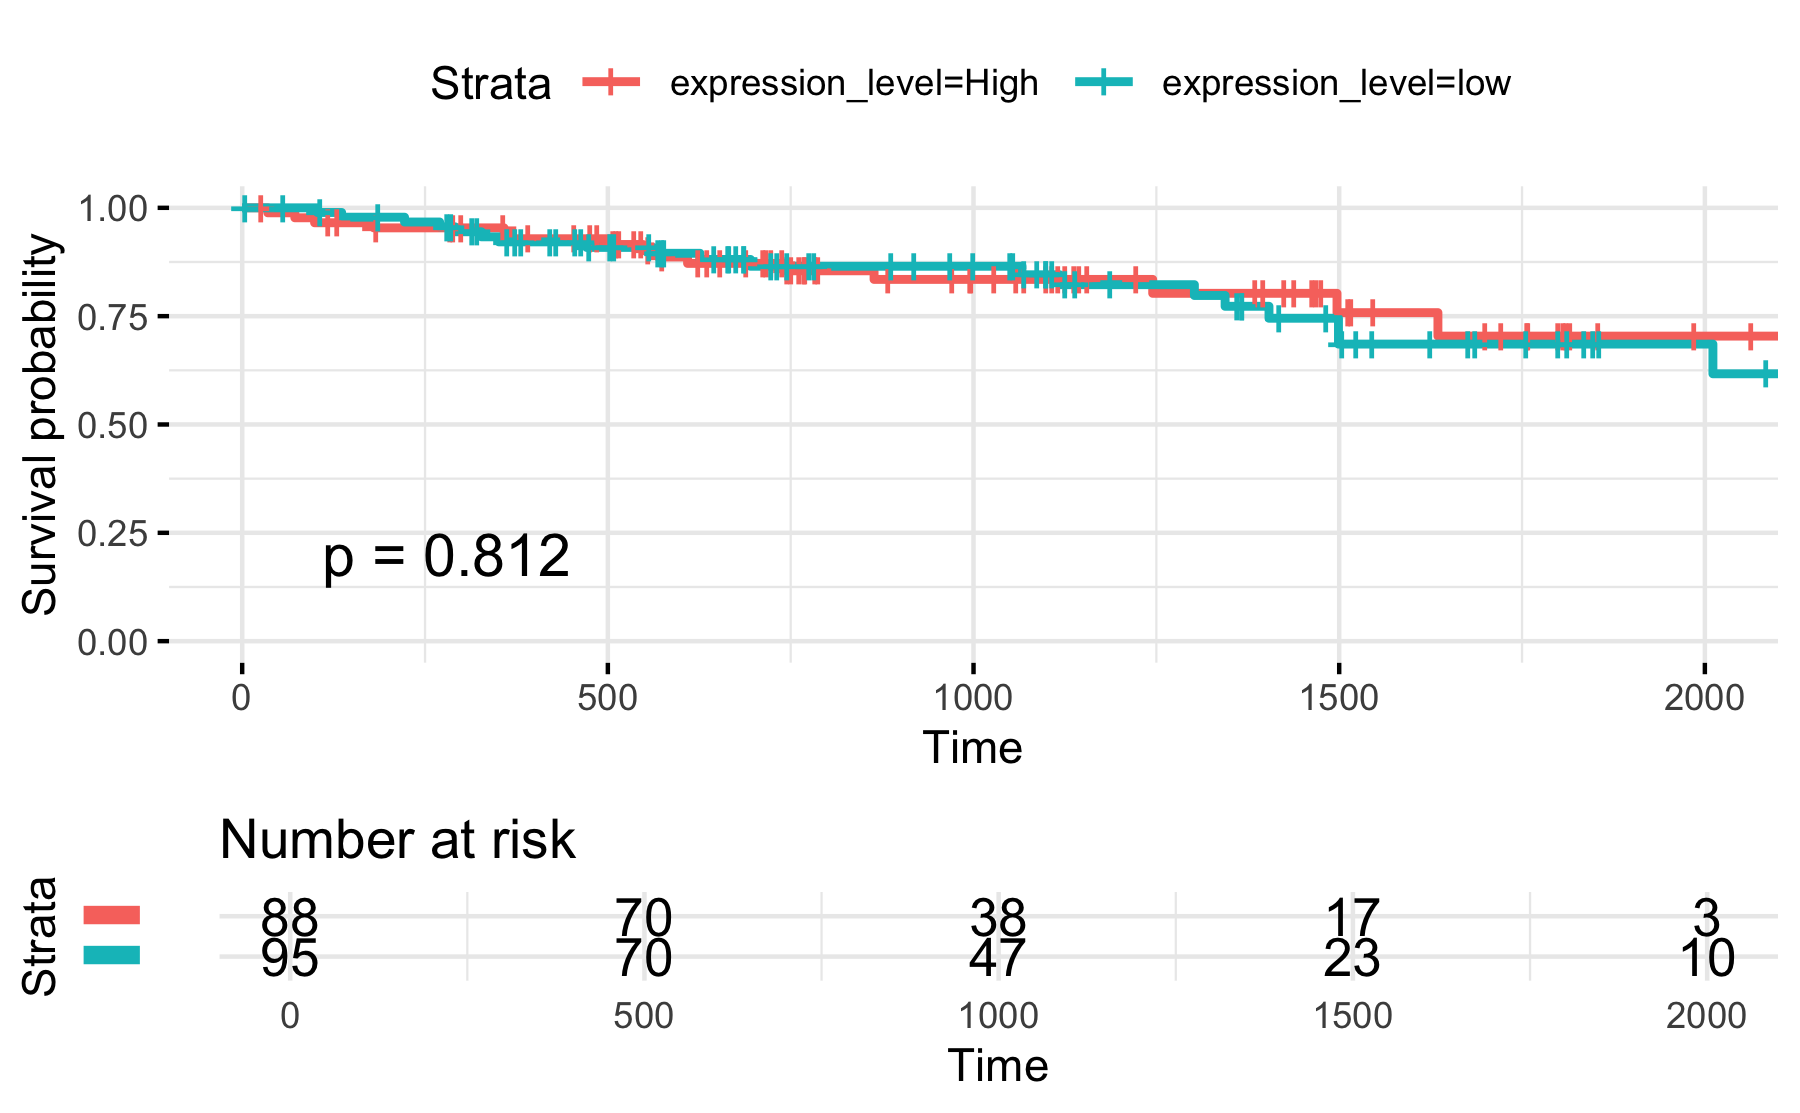 Strata expression_level=High expression_level=low
Survival probability
1.00
0.75
0.50
0.25
0.00
p = 0.812
0 500 1000 1500 2000
Time
Number at risk
Strata
88 70 38 17 3
95 70 47 23 10
0 500 1000 1500 2000
Time